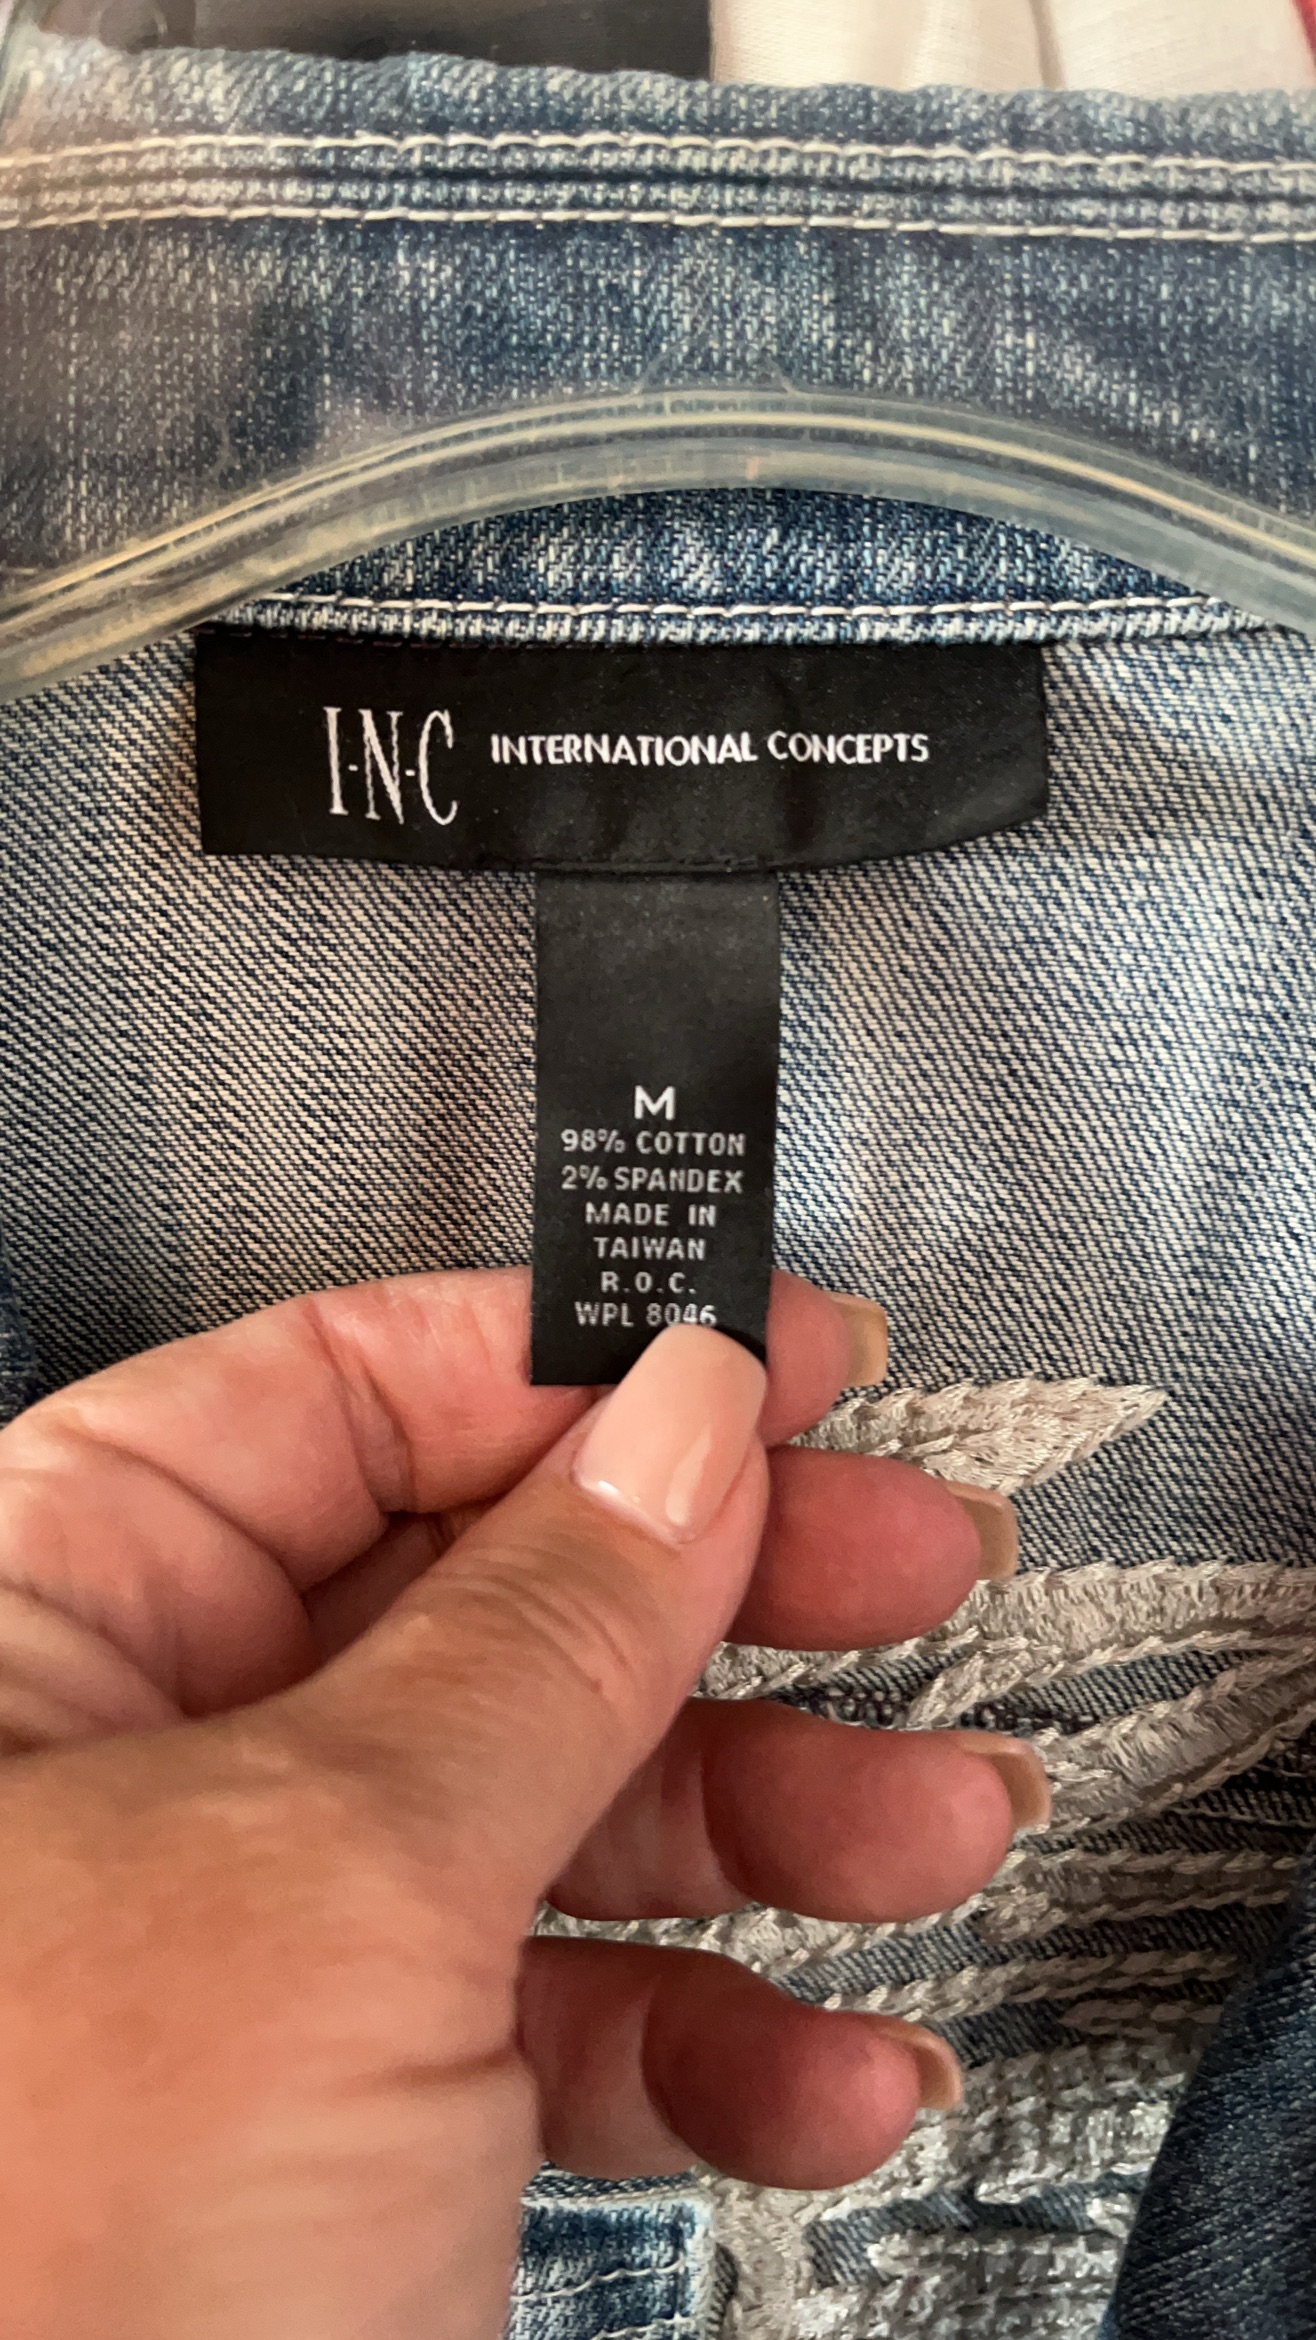 I·N·C INTERNATIONAL CONCEPTS
M
98% COTTON
2% SPANDEX
MADE IN
TAIWAN
R.O.C.
WPL 8046